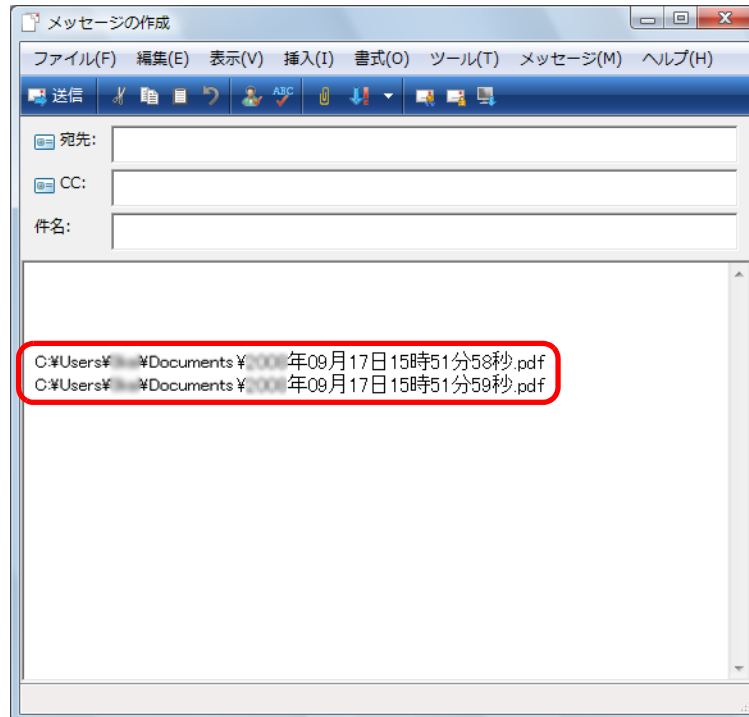 メッセージの作成
ファイル(F) 編集(E) 表示(V) 挿入(I) 書式(O) ツール(T) メッセージ(M) ヘルプ(H)
送信 ABC
宛先:
CC:
件名:
C:¥Users¥ ¥Documents¥ 年09月17日15時51分58秒.pdf
C:¥Users¥ ¥Documents¥ 年09月17日15時51分59秒.pdf